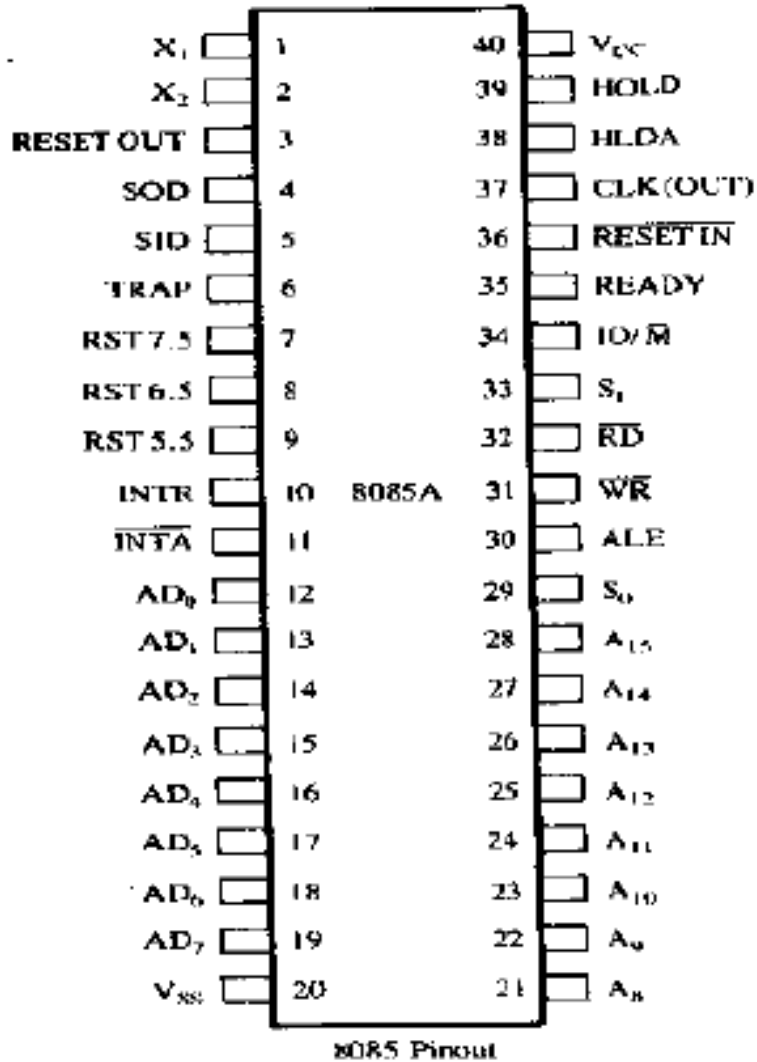 X₁ 1 40 Vcc
X₂ 2 39 HOLD
RESET OUT 3 38 HLDA
SOD 4 37 CLK (OUT)
SID 5 36 RESET IN
TRAP 6 35 READY
RST 7.5 7 34 IO/M̅
RST 6.5 8 33 S₁
RST 5.5 9 32 RD
INTR 10 8085A 31 WR
INTA 11 30 ALE
AD₀ 12 29 S₀
AD₁ 13 28 A₁₅
AD₂ 14 27 A₁₄
AD₃ 15 26 A₁₃
AD₄ 16 25 A₁₂
AD₅ 17 24 A₁₁
AD₆ 18 23 A₁₀
AD₇ 19 22 A₉
Vss 20 21 A₈
8085 Pinout